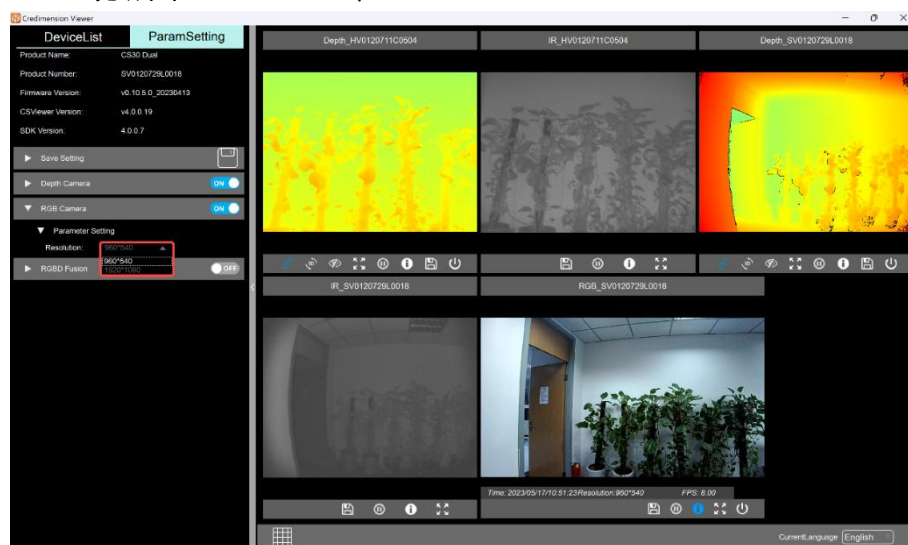 Credimension Viewer
DeviceList
ParamSetting
Product Name: CS30 Dual
Product Number: SV0120729L0018
Firmware Version: v0.10.5.0_20230413
CSViewer Version: v4.0.0.19
SDK Version: 4.0.0.7
Save Setting
Depth Camera ON
RGB Camera ON
Parameter Setting
Resolution: 960*540
960*540
1920*1080
RGBD Fusion OFF
Depth_HV0120711C0504
IR_HV0120711C0504
Depth_SV0120729L0018
IR_SV0120729L0018
RGB_SV0120729L0018
Time: 2023/05/17/10:51:23 Resolution:960*540 FPS: 8.00
CurrentLanguage English